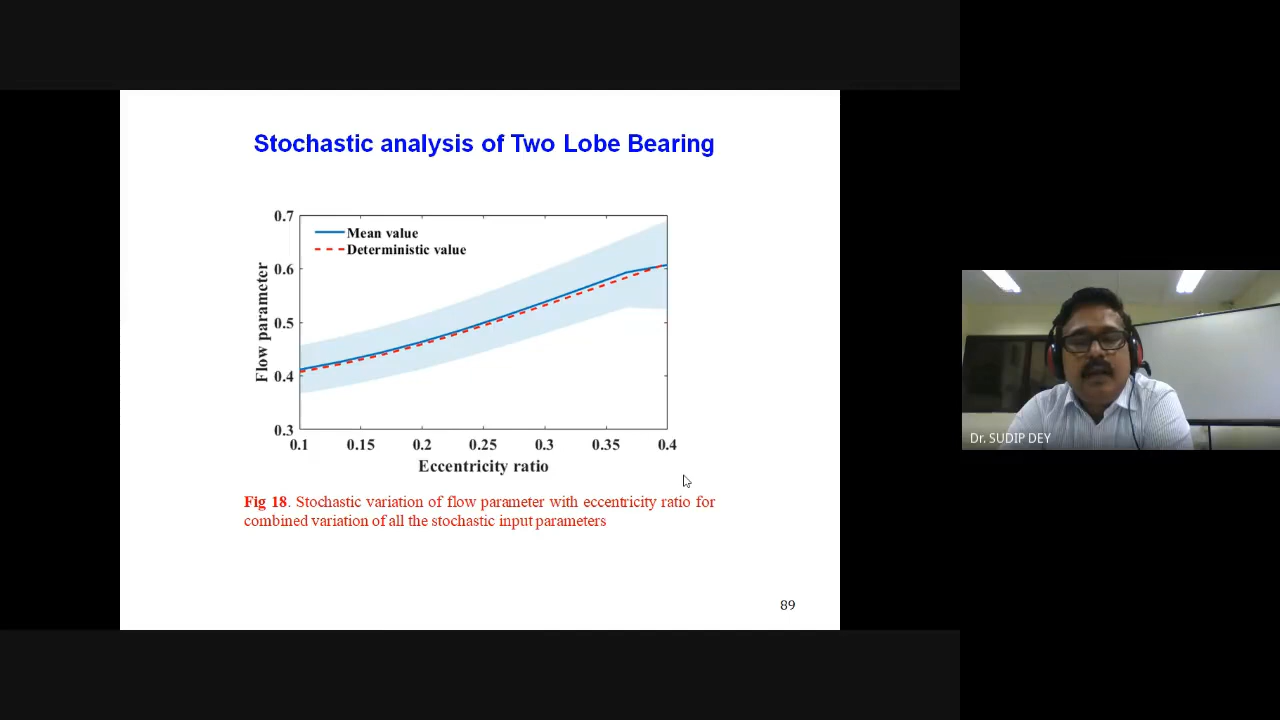 Stochastic analysis of Two Lobe Bearing
0.7
0.6
0.5
0.4
0.3
Flow parameter
Mean value
Deterministic value
0.1 0.15 0.2 0.25 0.3 0.35 0.4
Eccentricity ratio
Fig 18. Stochastic variation of flow parameter with eccentricity ratio for
combined variation of all the stochastic input parameters
89
Dr. SUDIP DEY